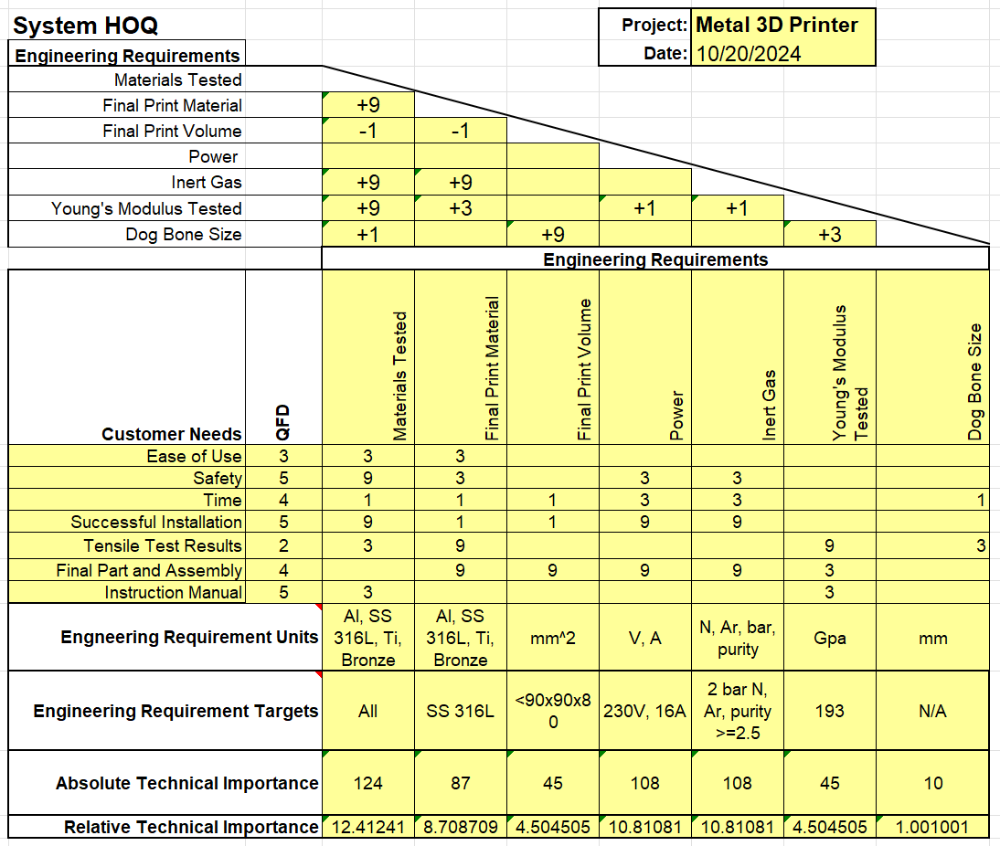 System HOQ
Project: Metal 3D Printer
Date: 10/20/2024
Engineering Requirements
Materials Tested
Final Print Material +9
Final Print Volume -1 -1
Power
Inert Gas +9 +9
Young's Modulus Tested +9 +3 +1 +1
Dog Bone Size +1 +9 +3
Engineering Requirements
Customer Needs QFD Materials Tested Final Print Material Final Print Volume Power Inert Gas Young's Modulus Tested Dog Bone Size
Ease of Use 3 3 3
Safety 5 9 3 3 3
Time 4 1 1 1 3 3 1
Successful Installation 5 9 1 1 9 9
Tensile Test Results 2 3 9 9 3
Final Part and Assembly 4 9 9 9 9 3
Instruction Manual 5 3 3
Engneering Requirement Units
Al, SS
316L, Ti,
Bronze
Al, SS
316L, Ti,
Bronze
mm^2
V, A
N, Ar, bar,
purity
Gpa
mm
Engineering Requirement Targets
All
SS 316L
<90x90x8
0
230V, 16A
2 bar N,
Ar, purity
>=2.5
193
N/A
Absolute Technical Importance 124 87 45 108 108 45 10
Relative Technical Importance 12.41241 8.708709 4.504505 10.81081 10.81081 4.504505 1.001001